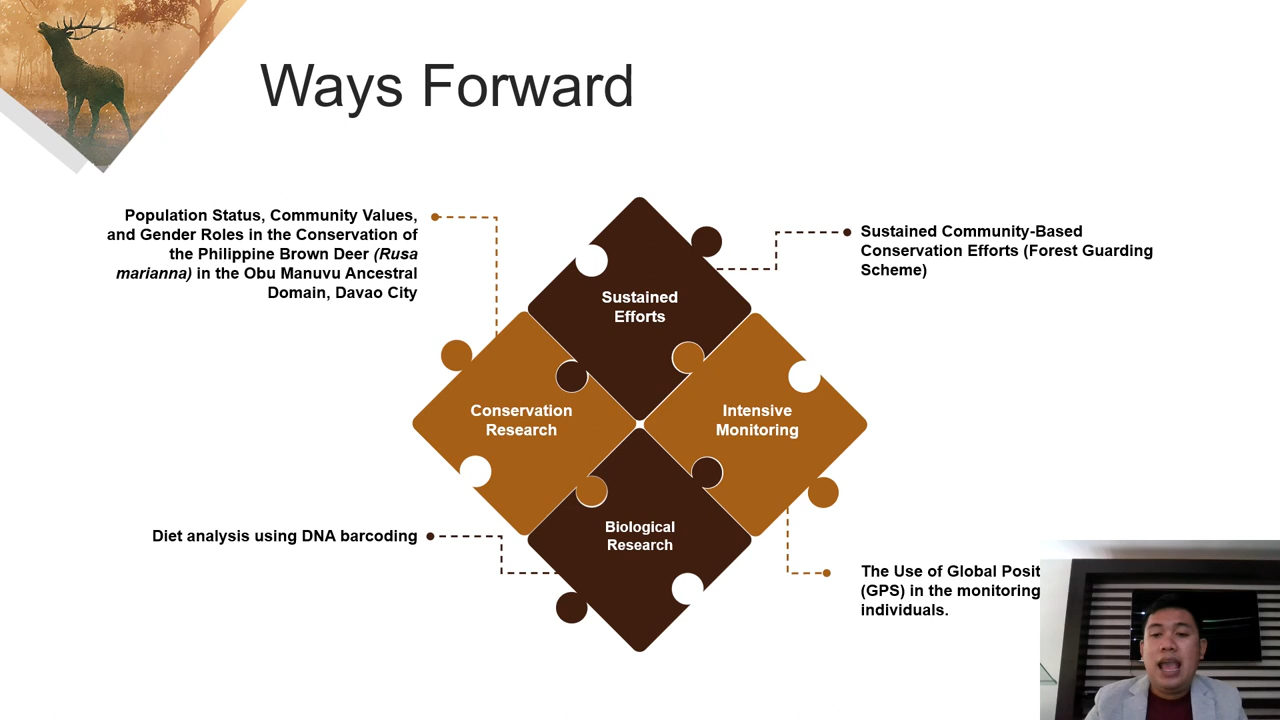 Ways Forward
Population Status, Community Values,
and Gender Roles in the Conservation of
the Philippine Brown Deer (Rusa
marianna) in the Obu Manuvu Ancestral
Domain, Davao City
Sustained Community-Based
Conservation Efforts (Forest Guarding
Scheme)
Sustained
Efforts
Conservation
Research
Intensive
Monitoring
Biological
Research
Diet analysis using DNA barcoding
The Use of Global
(GPS) in the monitoring
individuals.